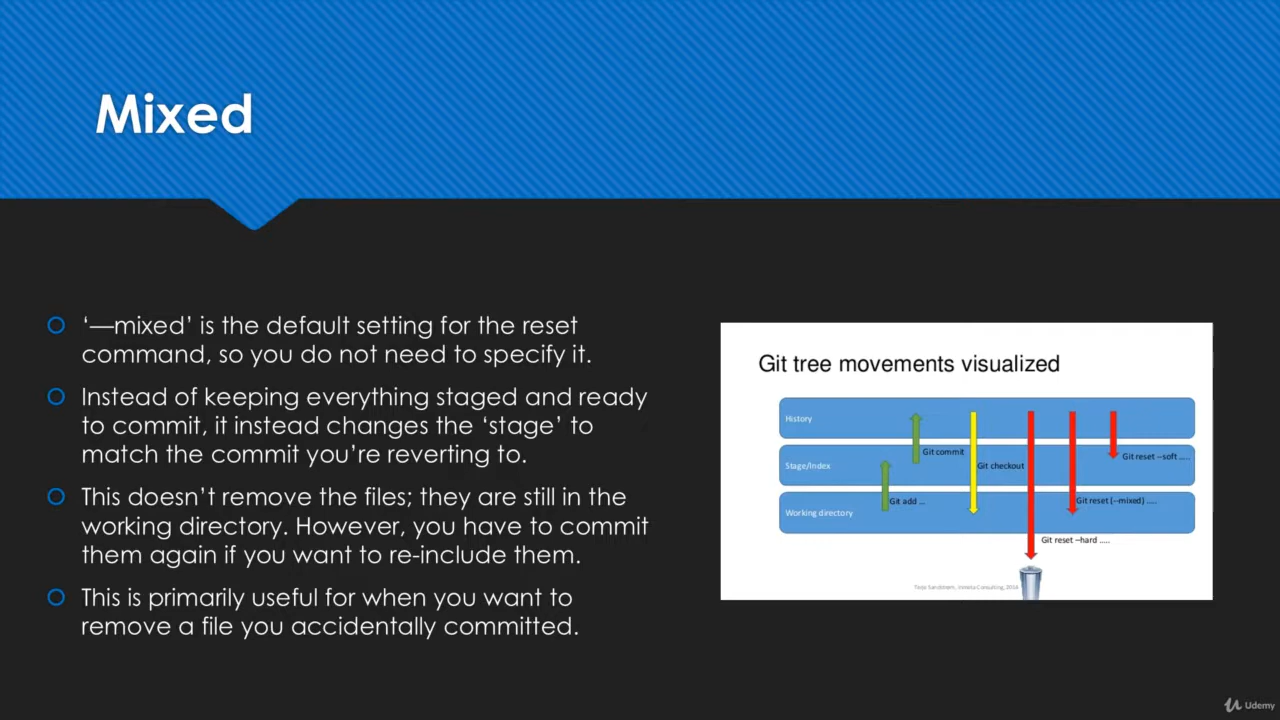 Mixed
‘—mixed’ is the default setting for the reset
command, so you do not need to specify it.
Instead of keeping everything staged and ready
to commit, it instead changes the ‘stage’ to
match the commit you’re reverting to.
This doesn’t remove the files; they are still in the
working directory. However, you have to commit
them again if you want to re-include them.
This is primarily useful for when you want to
remove a file you accidentally committed.
Git tree movements visualized
History
Git commit
Git reset --soft .....
Stage/Index
Git checkout
Git add ...
Git reset (--mixed) .....
Working directory
Git reset --hard .....
Consulting, 2014
Udemy